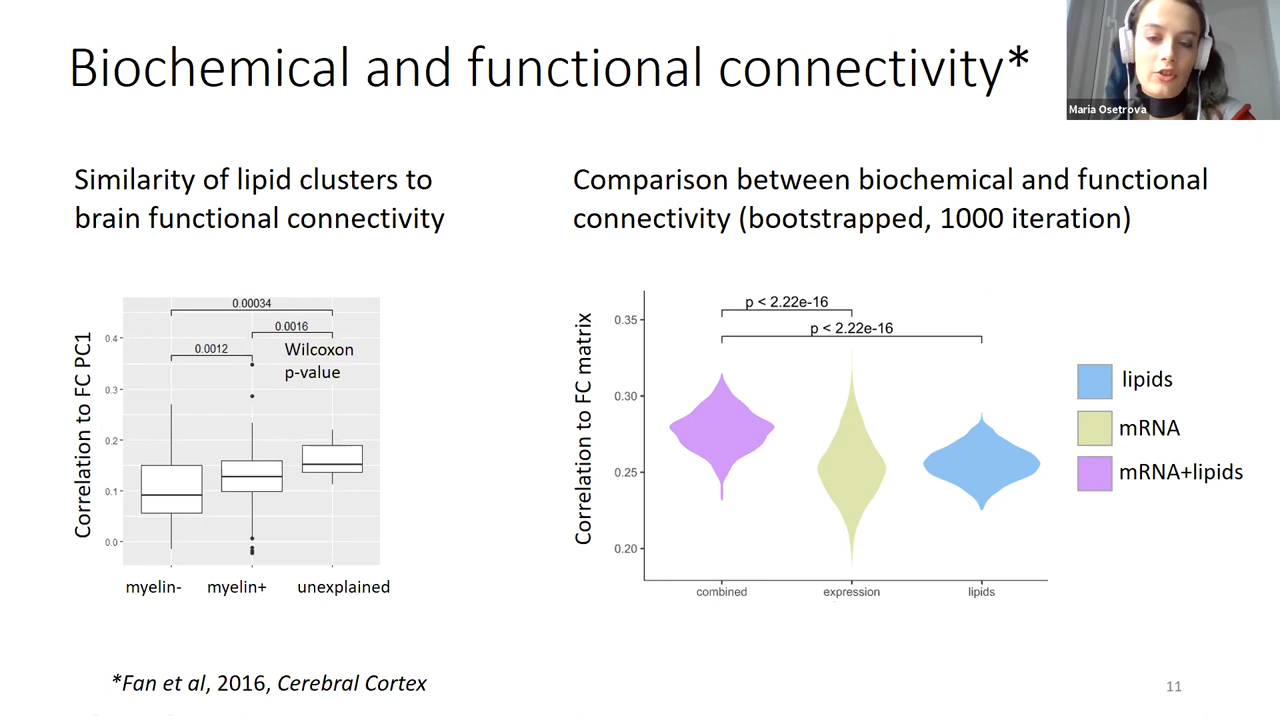 Biochemical and functional connectivity*
Maria Osetrova
Similarity of lipid clusters to
brain functional connectivity
Correlation to FC PC1
0.4
0.3
0.2
0.1
0.0
0.00034
0.0016
0.0012
Wilcoxon
p-value
myelin-
myelin+
unexplained
Comparison between biochemical and functional
connectivity (bootstrapped, 1000 iteration)
Correlation to FC matrix
0.35
0.30
0.25
0.20
p < 2.22e-16
p < 2.22e-16
combined
expression
lipids
lipids
mRNA
mRNA+lipids
*Fan et al, 2016, Cerebral Cortex
11